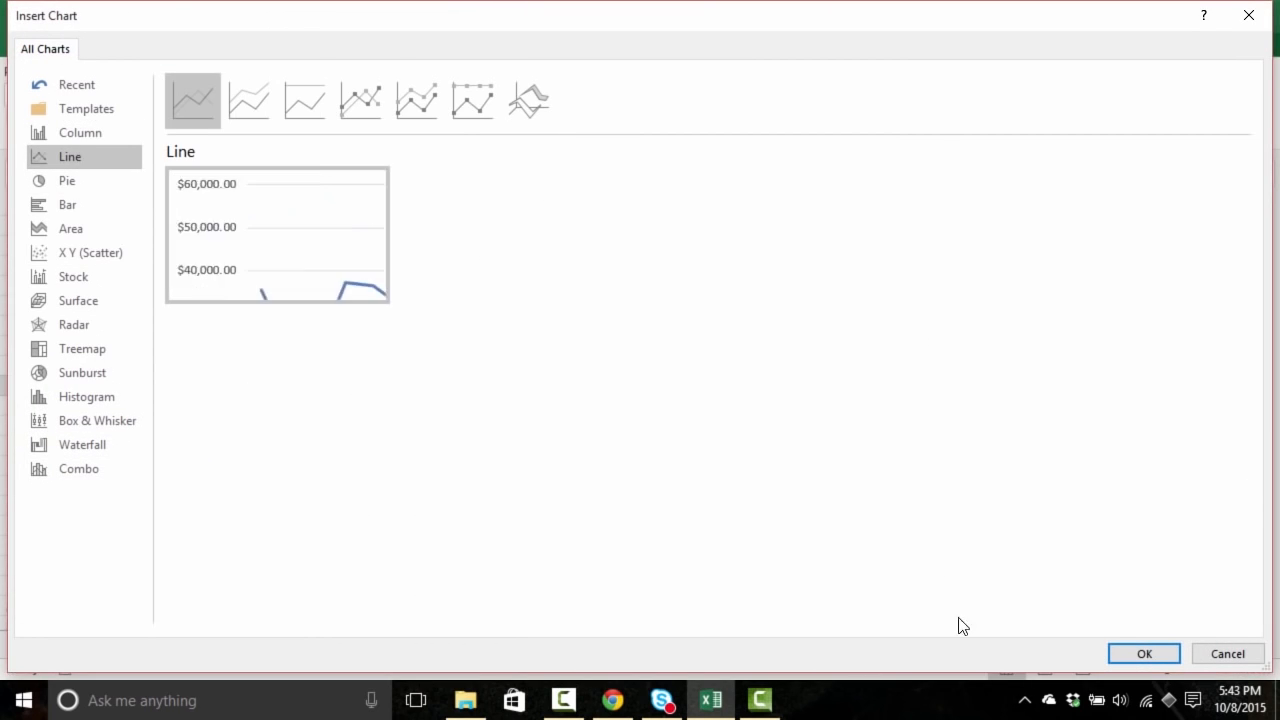 Insert Chart
?
All Charts
Recent
Templates
Column
Line
Pie
Bar
Area
X Y (Scatter)
Stock
Surface
Radar
Treemap
Sunburst
Histogram
Box & Whisker
Waterfall
Combo
Line
$60,000.00
$50,000.00
$40,000.00
OK
Cancel
Ask me anything
5:43 PM
10/8/2015